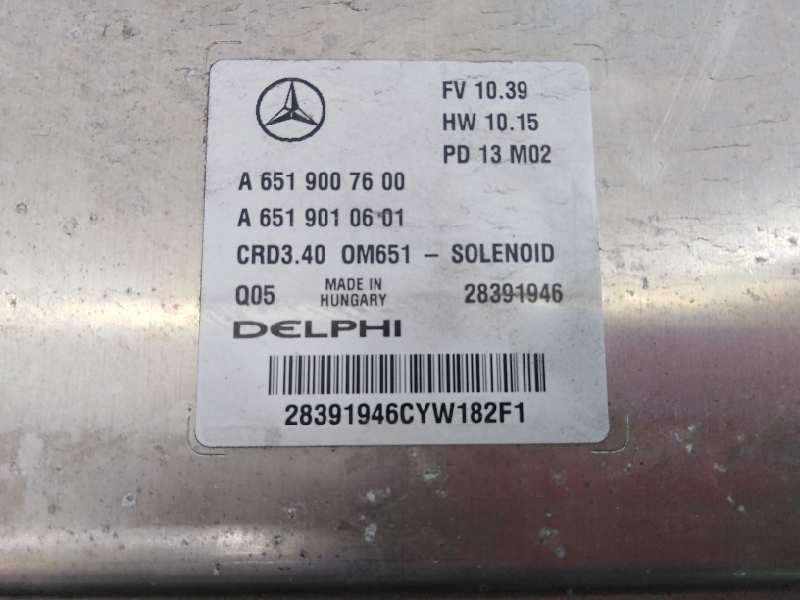 FV 10.39
HW 10.15
PD 13 M02
A 651 900 76 00
A 651 901 06 01
CRD3.40 OM651 - SOLENOID
Q05 MADE IN HUNGARY 28391946
DELPHI
28391946CYW182F1